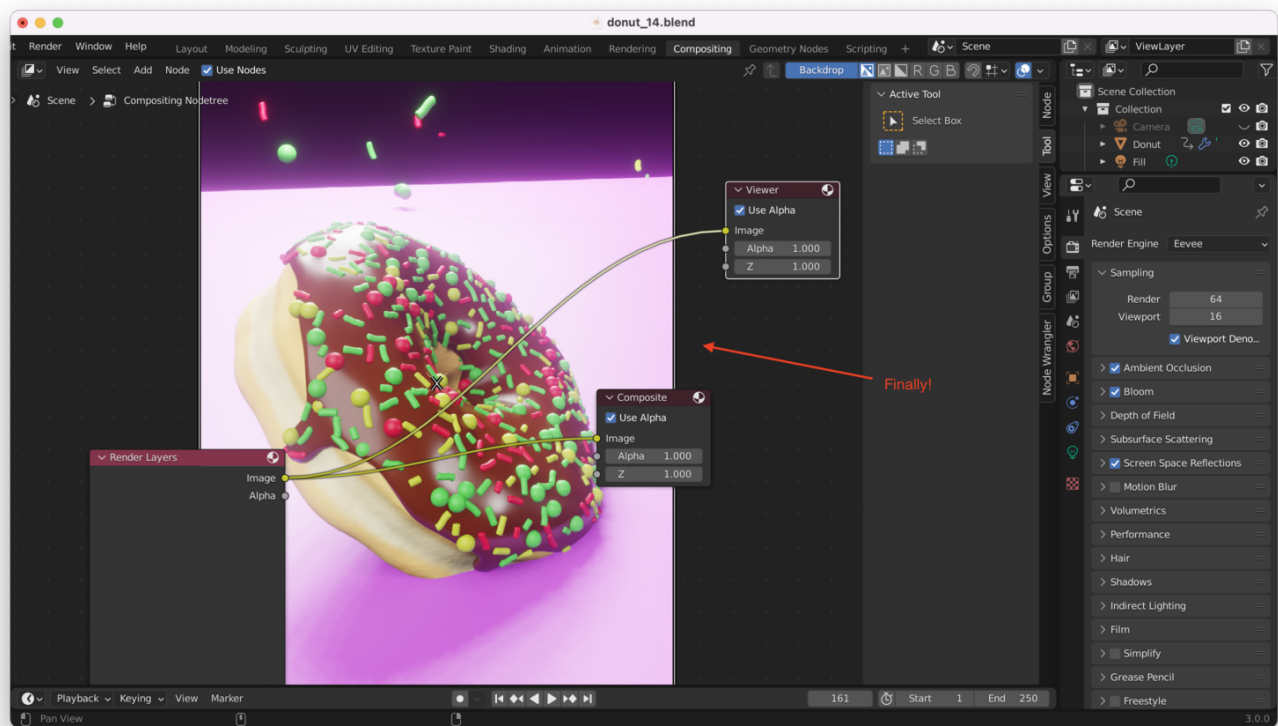 donut_14.blend
Render Window Help Layout Modeling Sculpting UV Editing Texture Paint Shading Animation Rendering Compositing Geometry Nodes Scripting + Scene ViewLayer
View Select Add Node Use Nodes Backdrop R G B
Scene > Compositing Nodetree
Active Tool
Select Box
Node
Tool
View
Options
Group
Node Wrangler
Scene Collection
Collection
Camera
Donut
Fill
Viewer
Use Alpha
Image
Alpha 1.000
Z 1.000
Finally!
Composite
Use Alpha
Image
Alpha 1.000
Z 1.000
Render Layers
Image
Alpha
Scene
Render Engine Eevee
Sampling
Render 64
Viewport 16
Viewport Deno...
Ambient Occlusion
Bloom
Depth of Field
Subsurface Scattering
Screen Space Reflections
Motion Blur
Volumetrics
Performance
Hair
Shadows
Indirect Lighting
Film
Simplify
Grease Pencil
Freestyle
Playback Keying View Marker 161 Start 1 End 250
Pan View 3.0.0